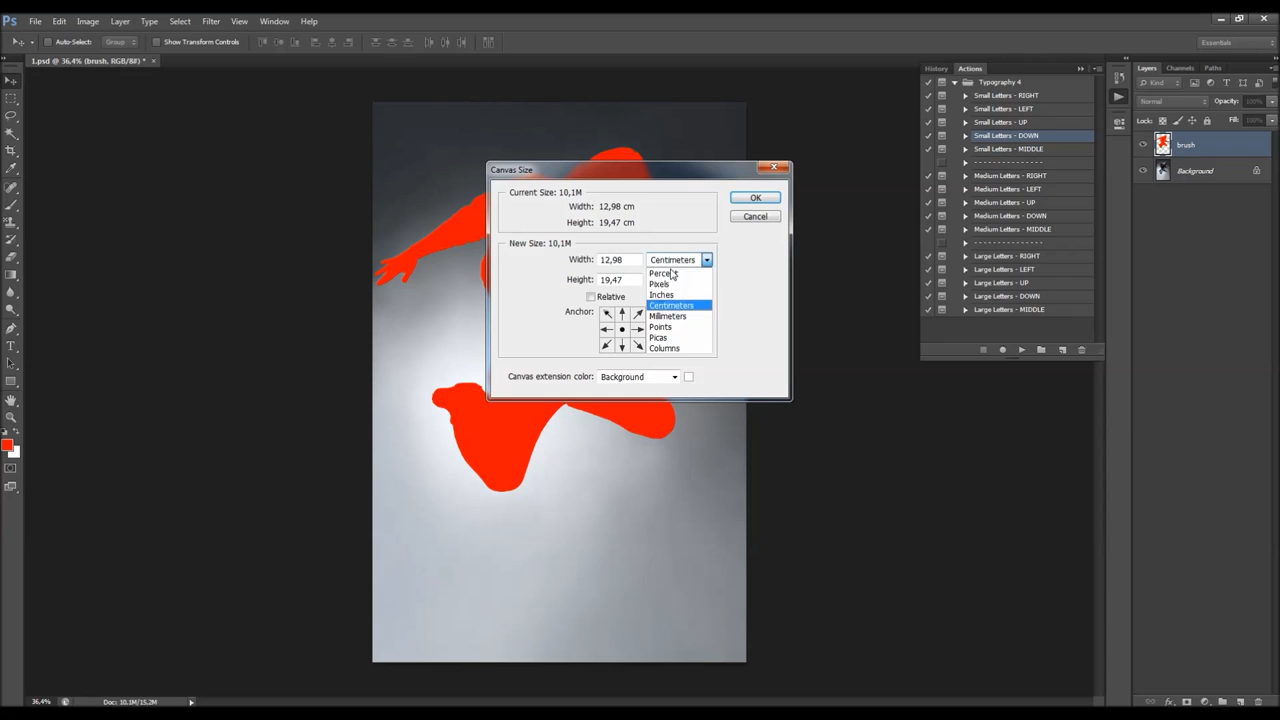 Ps File Edit Image Layer Type Select Filter View Window Help
Auto-Select: Group Show Transform Controls Essentials
1.psd @ 36,4% (brush, RGB/8#) * ×
History Actions
Typography 4
Small Letters - RIGHT
Small Letters - LEFT
Small Letters - UP
Small Letters - DOWN
Small Letters - MIDDLE
- - - - - - - - - - - - - - - -
Medium Letters - RIGHT
Medium Letters - LEFT
Medium Letters - UP
Medium Letters - DOWN
Medium Letters - MIDDLE
- - - - - - - - - - - - - - - -
Large Letters - RIGHT
Large Letters - LEFT
Large Letters - UP
Large Letters - DOWN
Large Letters - MIDDLE
Layers Channels Paths
Kind
Normal Opacity: 100%
Lock: Fill: 100%
brush
Background
Canvas Size
Current Size: 10,1M
Width: 12,98 cm
Height: 19,47 cm
OK
Cancel
New Size: 10,1M
Width: 12,98 Centimeters
Height: 19,47
Relative
Anchor:
Percent
Pixels
Inches
Centimeters
Millimeters
Points
Picas
Columns
Canvas extension color: Background
36,4% Doc: 10,1M/15,2M